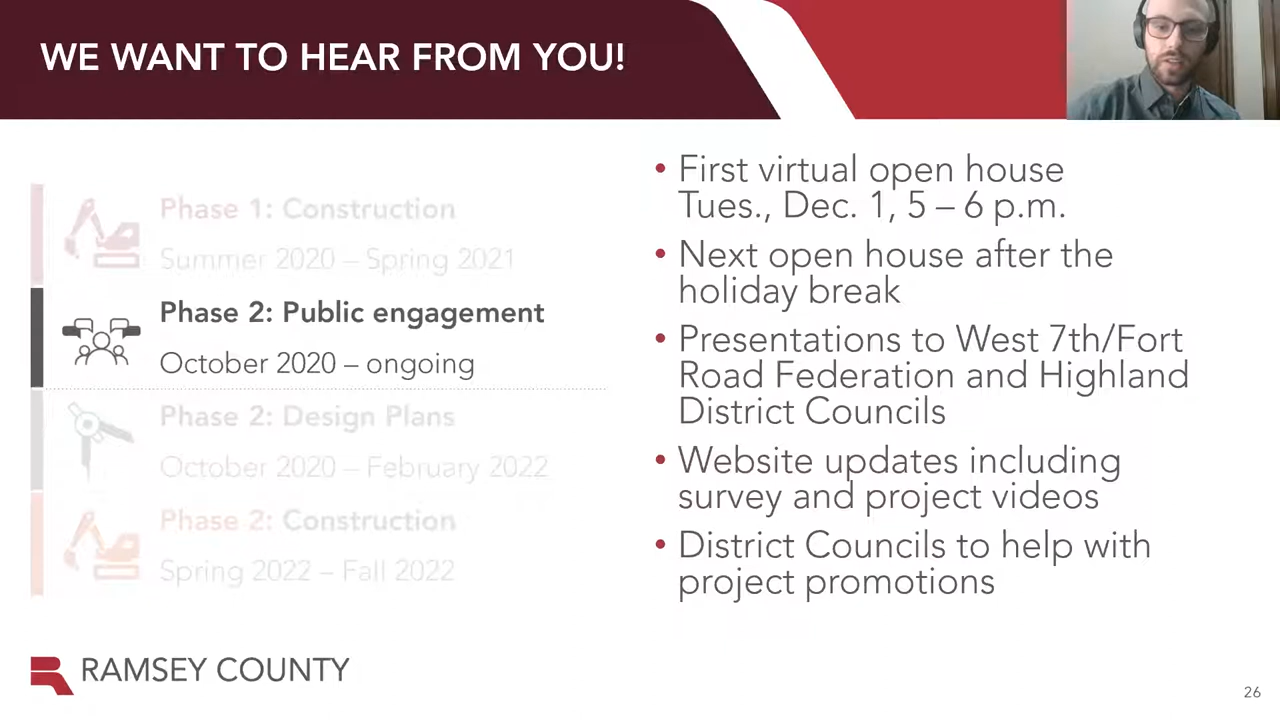 WE WANT TO HEAR FROM YOU!
Phase 1: Construction
Summer 2020 – Spring 2021
Phase 2: Public engagement
October 2020 – ongoing
Phase 2: Design Plans
October 2020 – February 2022
Phase 2: Construction
Spring 2022 – Fall 2022
• First virtual open house
Tues., Dec. 1, 5 – 6 p.m.
• Next open house after the
holiday break
• Presentations to West 7th/Fort
Road Federation and Highland
District Councils
• Website updates including
survey and project videos
• District Councils to help with
project promotions
RAMSEY COUNTY
26